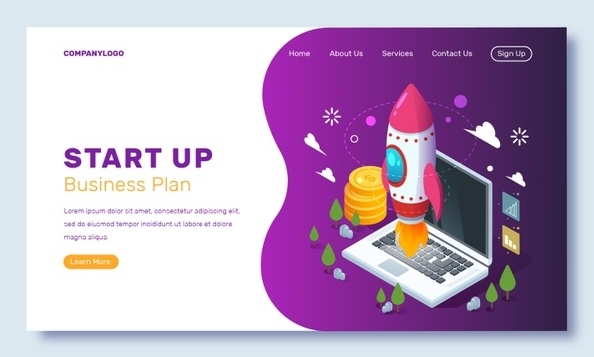 COMPANYLOGO
Home About Us Services Contact Us Sign Up
START UP
Business Plan
Lorem ipsum dolor sit amet, consectetur adipiscing elit,
sed do eiusmod tempor incididunt ut labore et dolore
magna aliqua.
Learn More